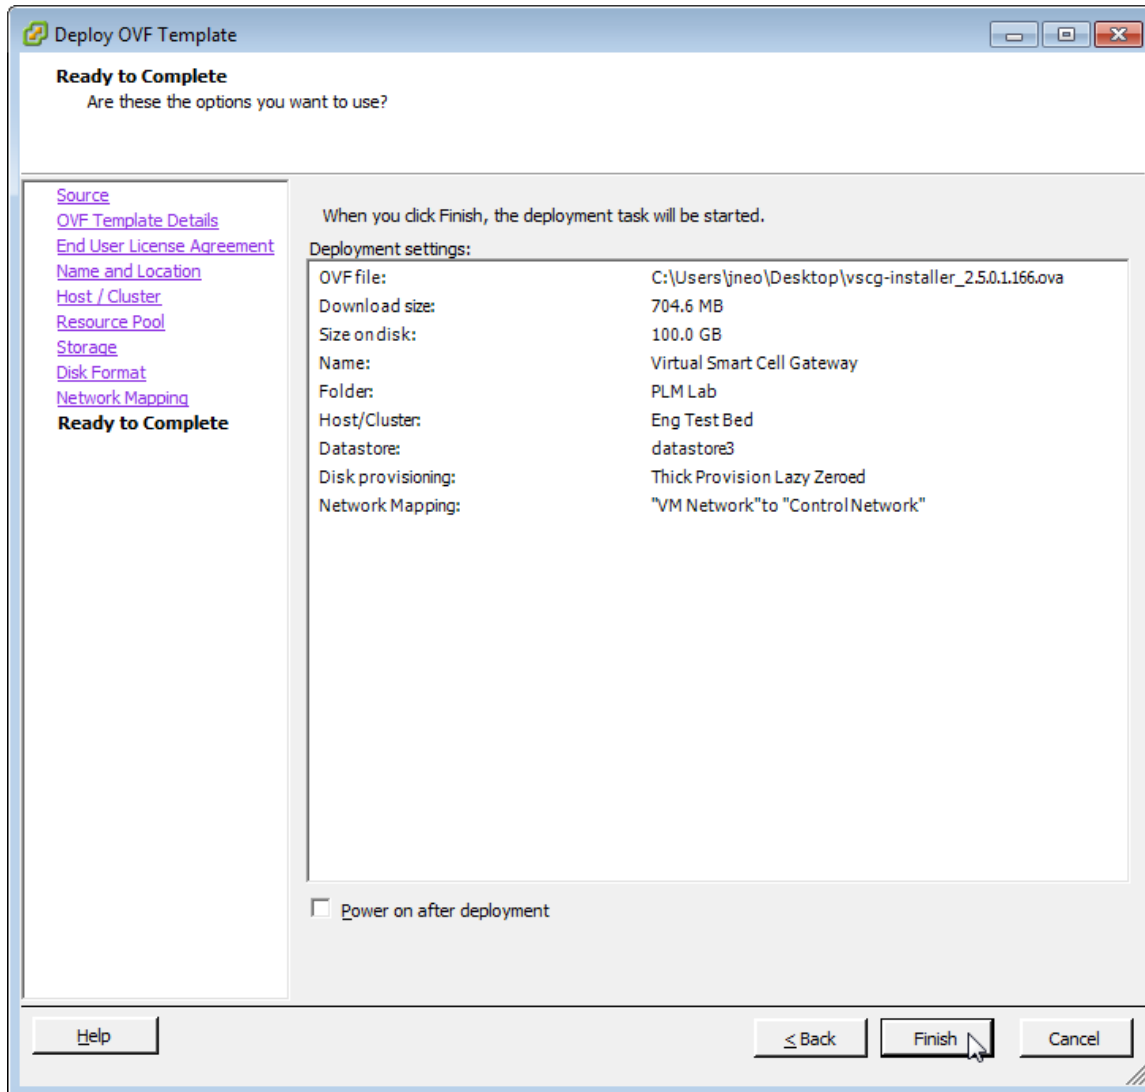 Deploy OVF Template
Ready to Complete
Are these the options you want to use?
Source
OVF Template Details
End User License Agreement
Name and Location
Host / Cluster
Resource Pool
Storage
Disk Format
Network Mapping
Ready to Complete
When you click Finish, the deployment task will be started.
Deployment settings:
OVF file: C:\Users\jneo\Desktop\vscg-installer_2.5.0.1.166.ova
Download size: 704.6 MB
Size on disk: 100.0 GB
Name: Virtual Smart Cell Gateway
Folder: PLM Lab
Host/Cluster: Eng Test Bed
Datastore: datastore3
Disk provisioning: Thick Provision Lazy Zeroed
Network Mapping: "VM Network"to "Control Network"
Power on after deployment
Help
< Back
Finish
Cancel